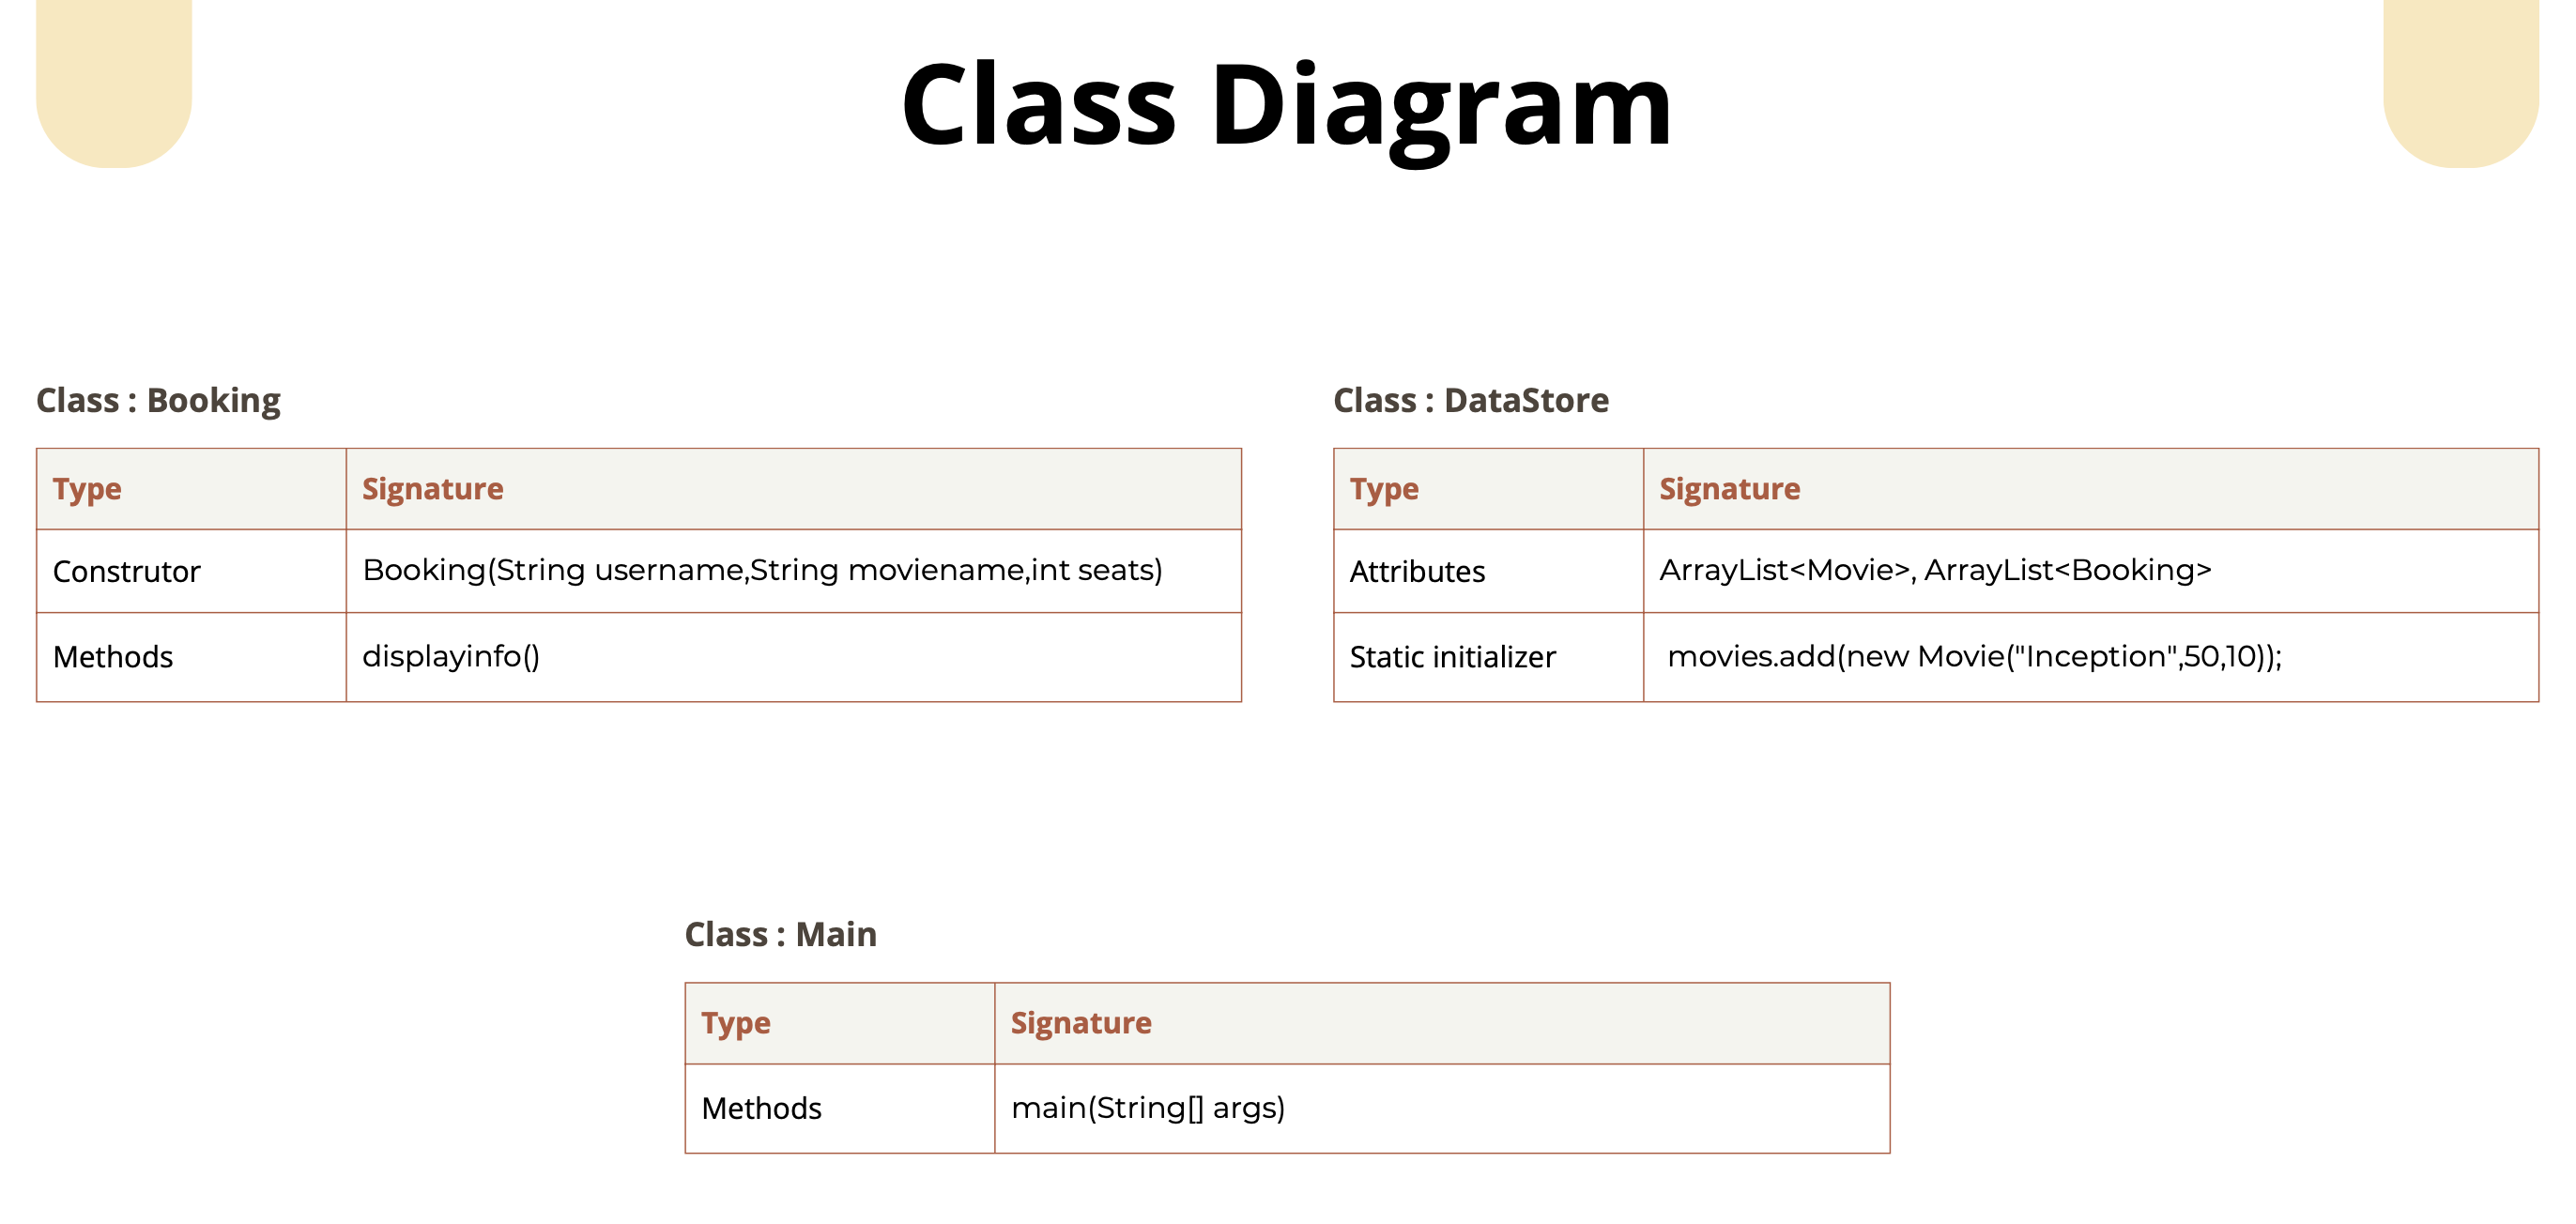 Class Diagram
Class : Booking
Type Signature
Construtor Booking(String username,String moviename,int seats)
Methods displayinfo()
Class : DataStore
Type Signature
Attributes ArrayList<Movie>, ArrayList<Booking>
Static initializer movies.add(new Movie("Inception",50,10));
Class : Main
Type Signature
Methods main(String[] args)